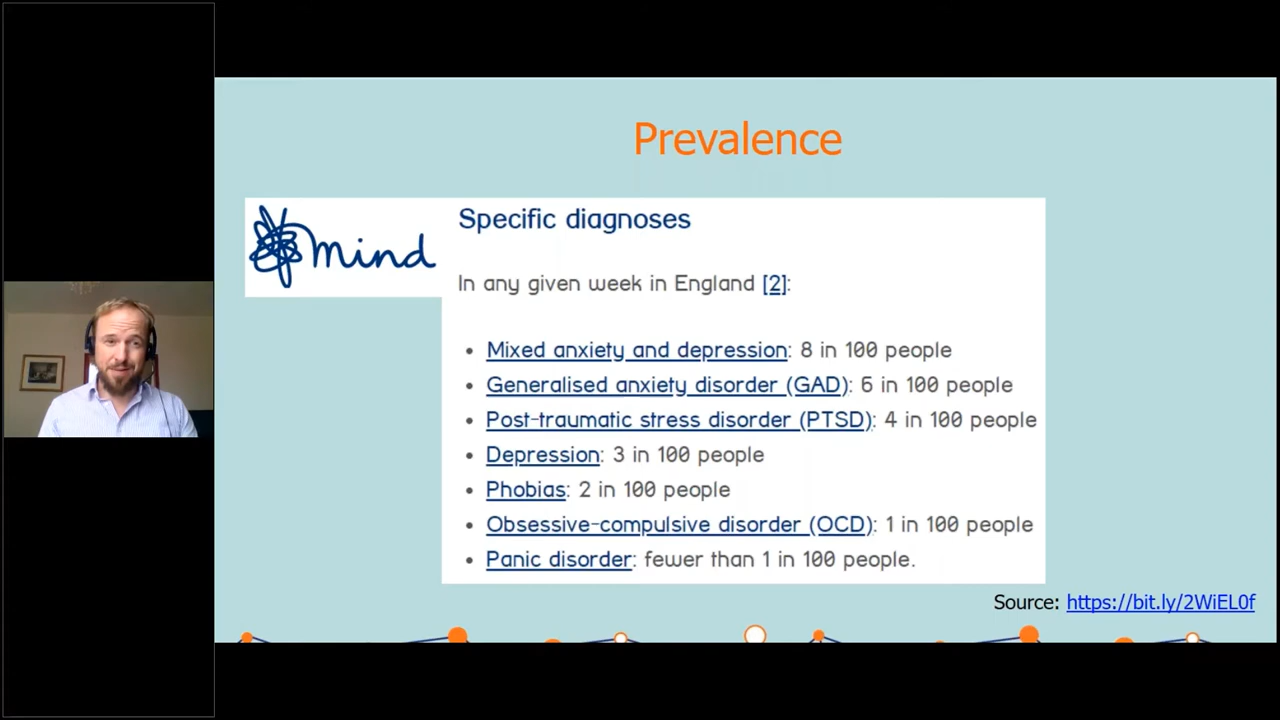 Prevalence
mind
Specific diagnoses
In any given week in England [2]:
• Mixed anxiety and depression: 8 in 100 people
• Generalised anxiety disorder (GAD): 6 in 100 people
• Post-traumatic stress disorder (PTSD): 4 in 100 people
• Depression: 3 in 100 people
• Phobias: 2 in 100 people
• Obsessive-compulsive disorder (OCD): 1 in 100 people
• Panic disorder: fewer than 1 in 100 people.
Source: https://bit.ly/2WiEL0f